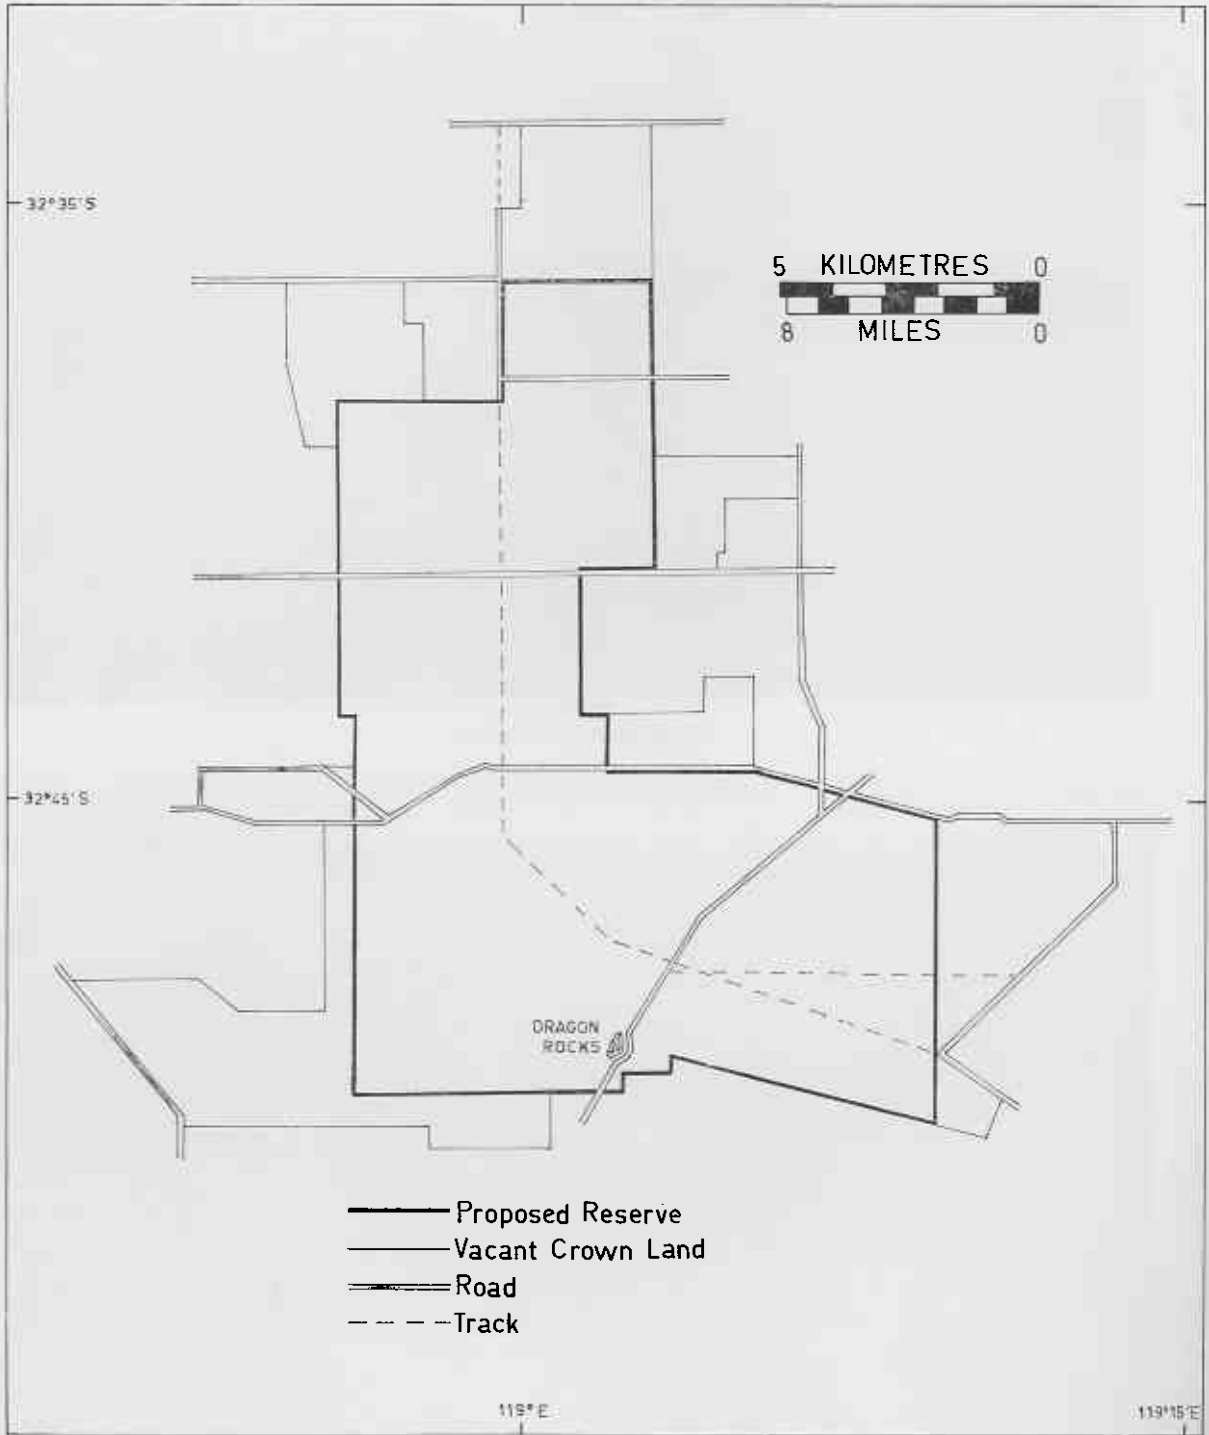 32°35'S
5 KILOMETRES 0
8 MILES 0
32°45'S
DRAGON
ROCKS
Proposed Reserve
Vacant Crown Land
Road
Track
119°E
119°15'E